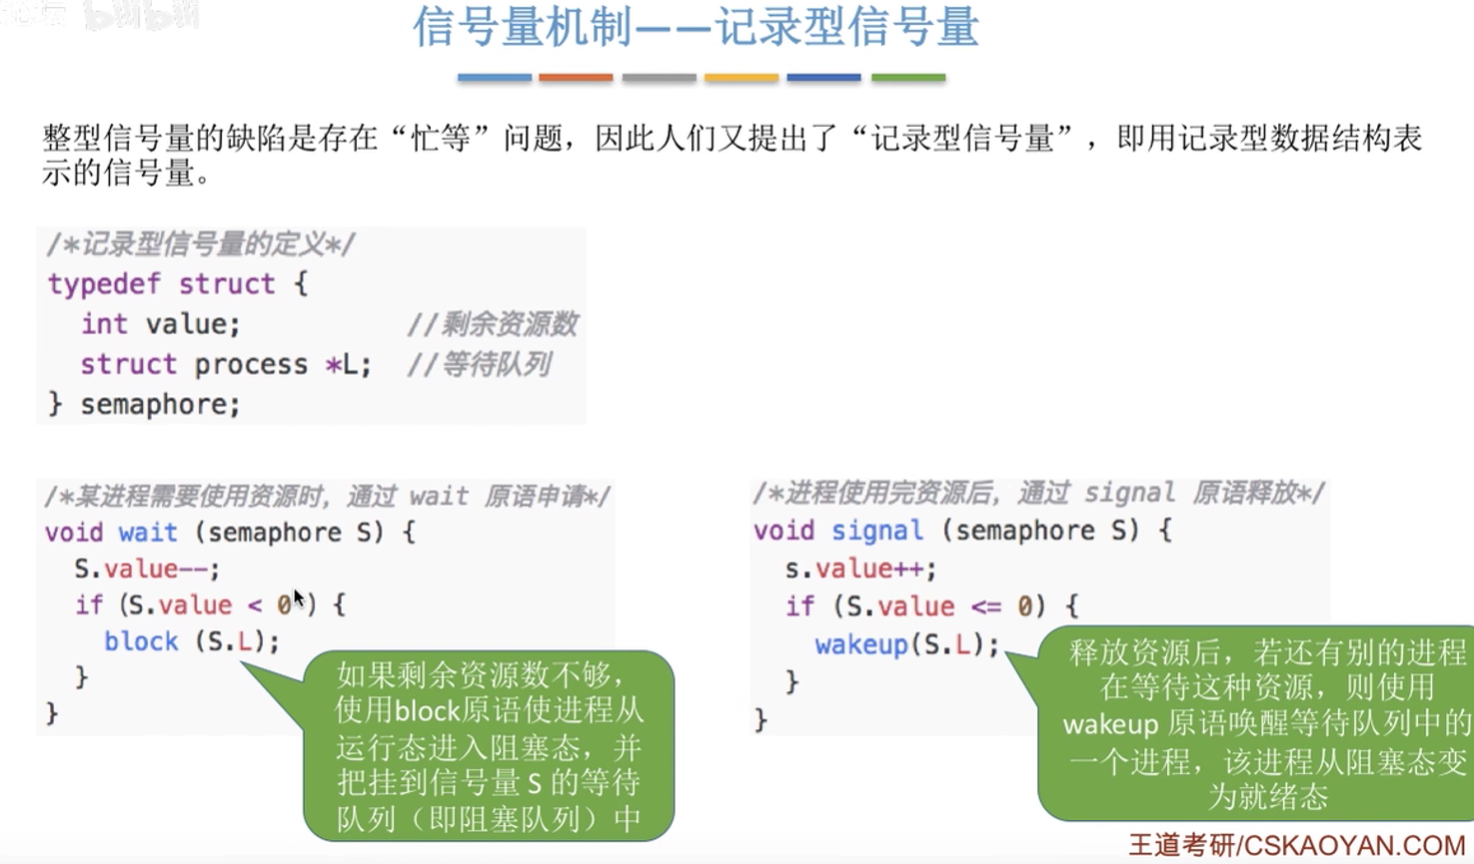 信号量机制——记录型信号量
整型信号量的缺陷是存在“忙等”问题，因此人们又提出了“记录型信号量”，即用记录型数据结构表
示的信号量。
/*记录型信号量的定义*/
typedef struct {
int value; //剩余资源数
struct process *L; //等待队列
} semaphore;
/*某进程需要使用资源时，通过 wait 原语申请*/
void wait (semaphore S) {
S.value--;
if (S.value < 0 ) {
block (S.L);
}
}
如果剩余资源数不够，
使用block原语使进程从
运行态进入阻塞态，并
把挂到信号量 S 的等待
队列（即阻塞队列）中
/*进程使用完资源后，通过 signal 原语释放*/
void signal (semaphore S) {
s.value++;
if (S.value <= 0) {
wakeup(S.L);
}
}
释放资源后，若还有别的进程
在等待这种资源，则使用
wakeup 原语唤醒等待队列中的
一个进程，该进程从阻塞态变
为就绪态
王道考研/CSKAOYAN.COM